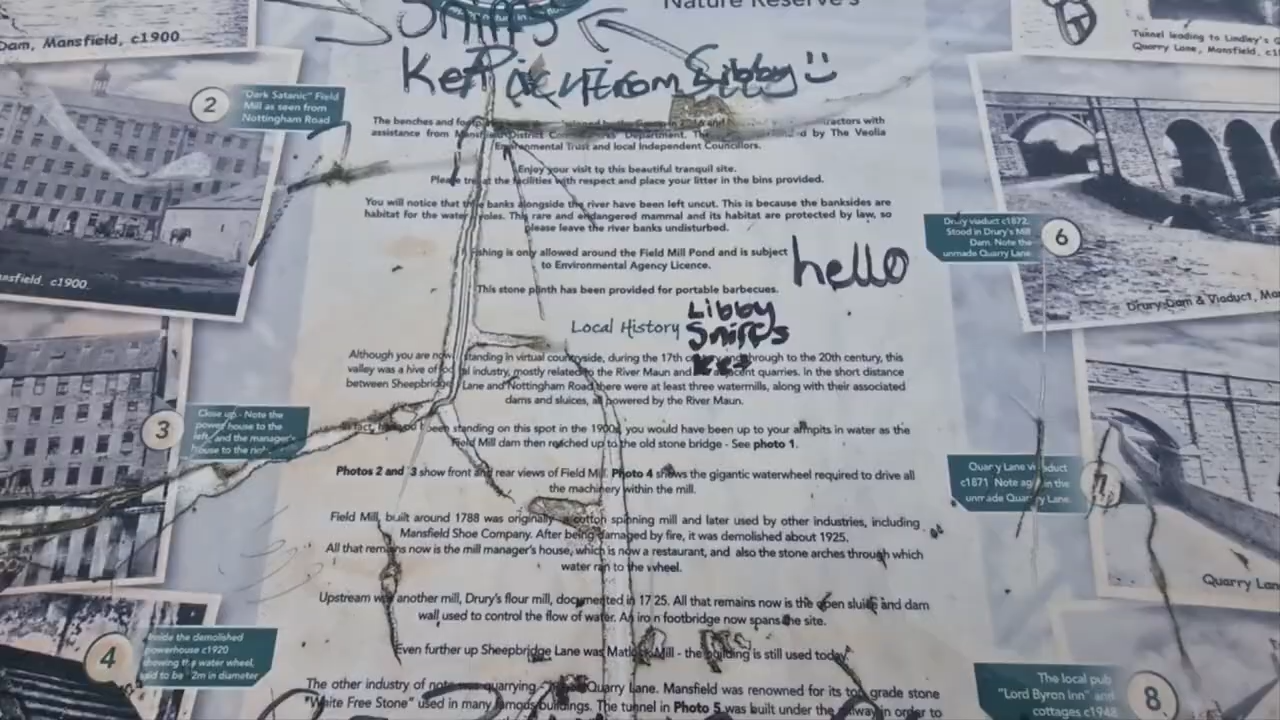 Nature Reserve's
Dam, Mansfield, c1900
Sniffs
Tunnel leading to Lindley's
Quarry Lane, Mansfield,
from Libby
2
"Dark Satanic" Field
Mill as seen from
Nottingham Road
The benches and
assistance from Mansfield District Department. by The Veolia
Environmental Trust and local Independent Councillors.
Enjoy your visit to this beautiful tranquil site.
Please treat the facilities with respect and place your litter in the bins provided.
You will notice that the banks alongside the river have been left uncut. This is because the banksides are
habitat for the water voles. This rare and endangered mammal and its habitat are protected by law, so
please leave the river banks undisturbed.
Drury viaduct c1872.
Stood in Drury's Mill
Dam. Note the
unmade Quarry Lane
6
Fishing is only allowed around the Field Mill Pond and is subject
to Environmental Agency Licence.
hello
This stone plinth has been provided for portable barbecues.
nsfield, c1900.
Drury Dam & Viaduct,
Local History
Libby
Sniffs
Although you are now standing in virtual countryside, during the 17th century and through to the 20th century, this
valley was a hive of industry, mostly related to the River Maun and adjacent quarries. In the short distance
between Sheepbridge Lane and Nottingham Road there were at least three watermills, along with their associated
dams and sluices, all powered by the River Maun.
3
Close up - Note the
power house to the
left, and the manager's
house to the right
In fact, had you been standing on this spot in the 1900s, you would have been up to your armpits in water as the
Field Mill dam then reached up to the old stone bridge - See photo 1.
Photos 2 and 3 show front and rear views of Field Mill. Photo 4 shows the gigantic waterwheel required to drive all
the machinery within the mill.
Quarry Lane viaduct
c1871 Note again the
unmade Quarry Lane.
7
Field Mill, built around 1788 was originally a cotton spinning mill and later used by other industries, including
Mansfield Shoe Company. After being damaged by fire, it was demolished about 1925.
All that remains now is the mill manager's house, which is now a restaurant, and also the stone arches through which
water ran to the wheel.
Quarry Lan
Upstream was another mill, Drury's flour mill, documented in 1725. All that remains now is the open sluice and dam
wall used to control the flow of water. An iron footbridge now spans the site.
4
Inside the demolished
powerhouse c1920
showing the water wheel,
said to be 12m in diameter
Even further up Sheepbridge Lane was Matlock Mill - the building is still used today.
The other industry of note was quarrying Quarry Lane. Mansfield was renowned for its top grade stone
"White Free Stone" used in many famous buildings. The tunnel in Photo 5 was built under the railway in order to
The local pub
"Lord Byron Inn" and
cottages c1948
8